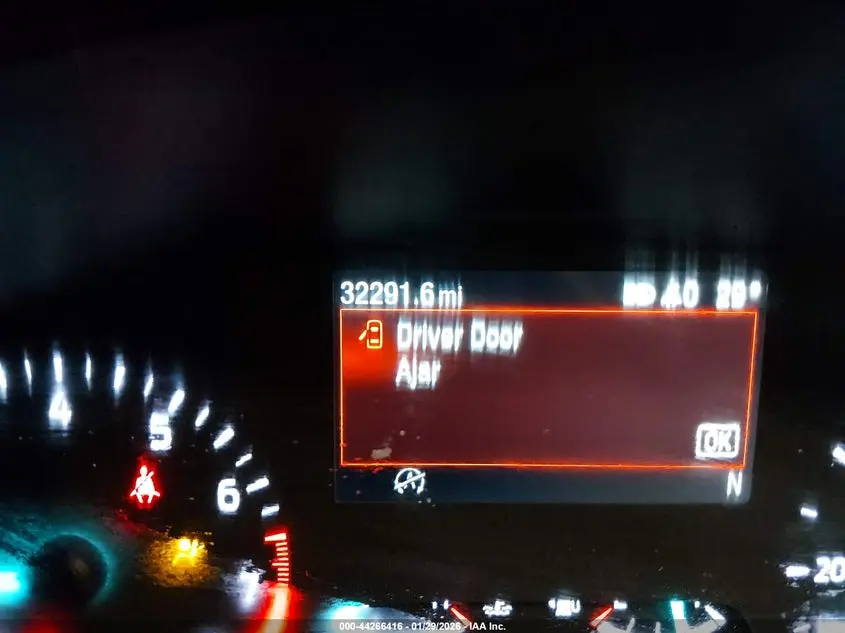 32291.6 mi
29°
Driver Door
Ajar
OK
N
4
5
6
20
000-44266416 - 01/29/2026 - IAA Inc.